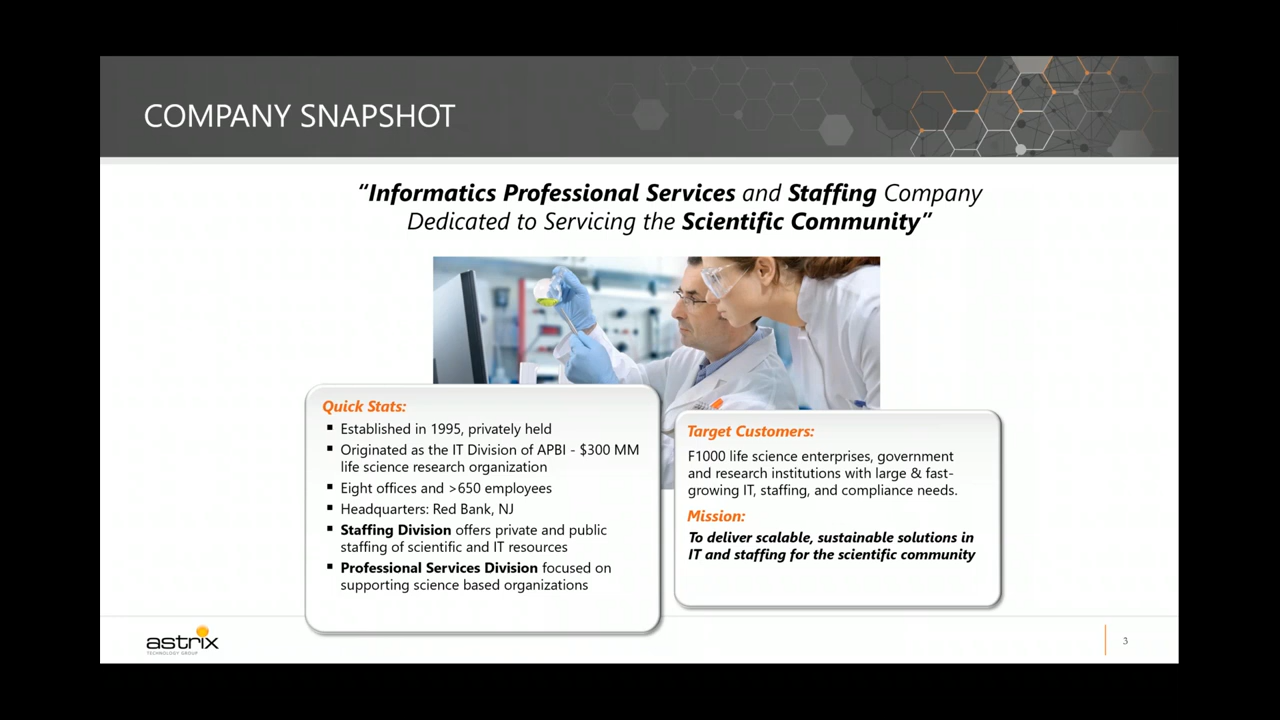 COMPANY SNAPSHOT
“Informatics Professional Services and Staffing Company
Dedicated to Servicing the Scientific Community”
Quick Stats:
▪ Established in 1995, privately held
▪ Originated as the IT Division of APBI - $300 MM
life science research organization
▪ Eight offices and >650 employees
▪ Headquarters: Red Bank, NJ
▪ Staffing Division offers private and public
staffing of scientific and IT resources
▪ Professional Services Division focused on
supporting science based organizations
Target Customers:
F1000 life science enterprises, government
and research institutions with large & fast-
growing IT, staffing, and compliance needs.
Mission:
To deliver scalable, sustainable solutions in
IT and staffing for the scientific community
astrix
TECHNOLOGY GROUP
3